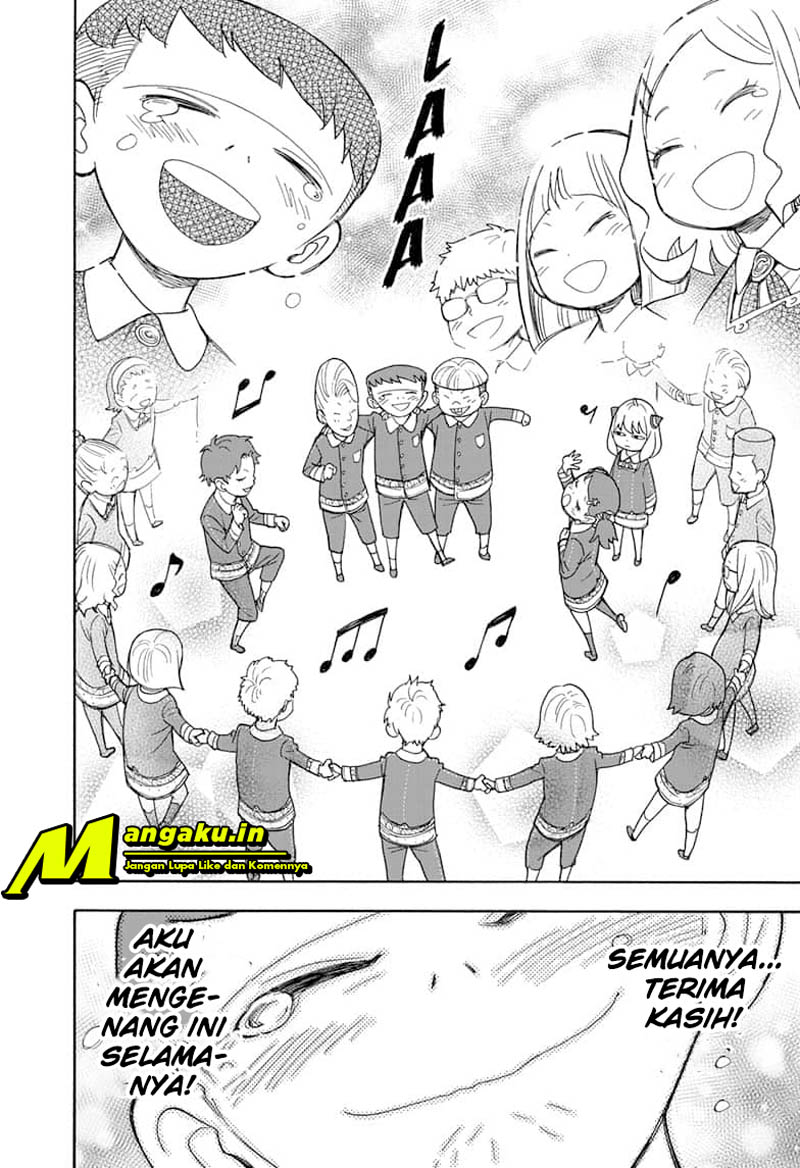 LAAA
Mangaku.in
Jangan Lupa Like dan Komennya
SEMUANYA...
TERIMA
KASIH!
AKU
AKAN
MENGE-
NANG INI
SELAMA-
NYA!